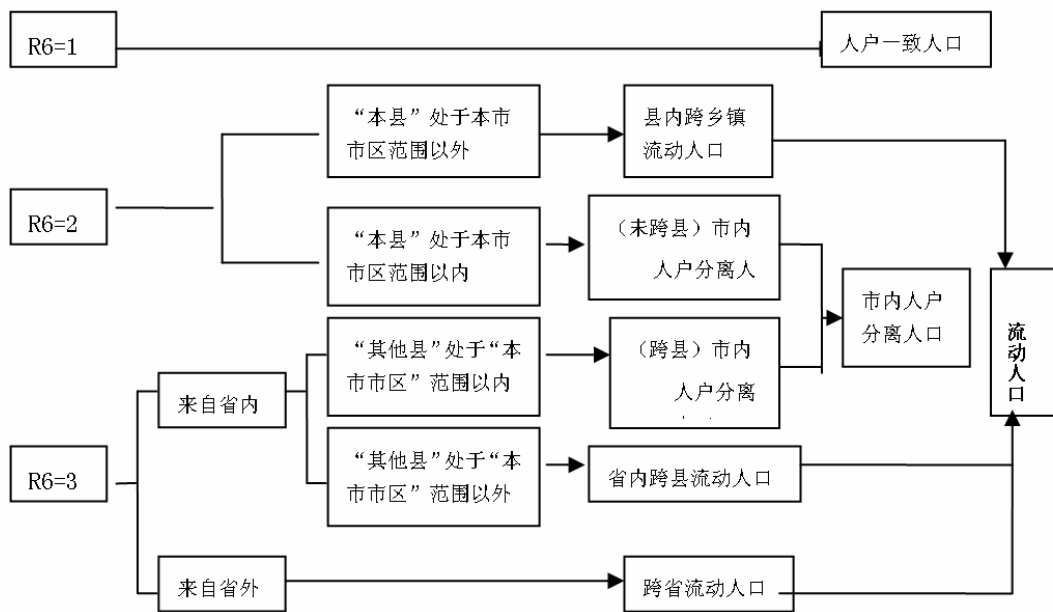 R6=1
人户一致人口
“本县”处于本市
市区范围以外
县内跨乡镇
流动人口
R6=2
“本县”处于本市
市区范围以内
（未跨县）市内
人户分离人
市内人户
分离人口
流动人口
“其他县”处于“本
市市区”范围以内
（跨县）市内
人户分离
来自省内
R6=3
“其他县”处于“本
市市区”范围以外
省内跨县流动人口
来自省外
跨省流动人口